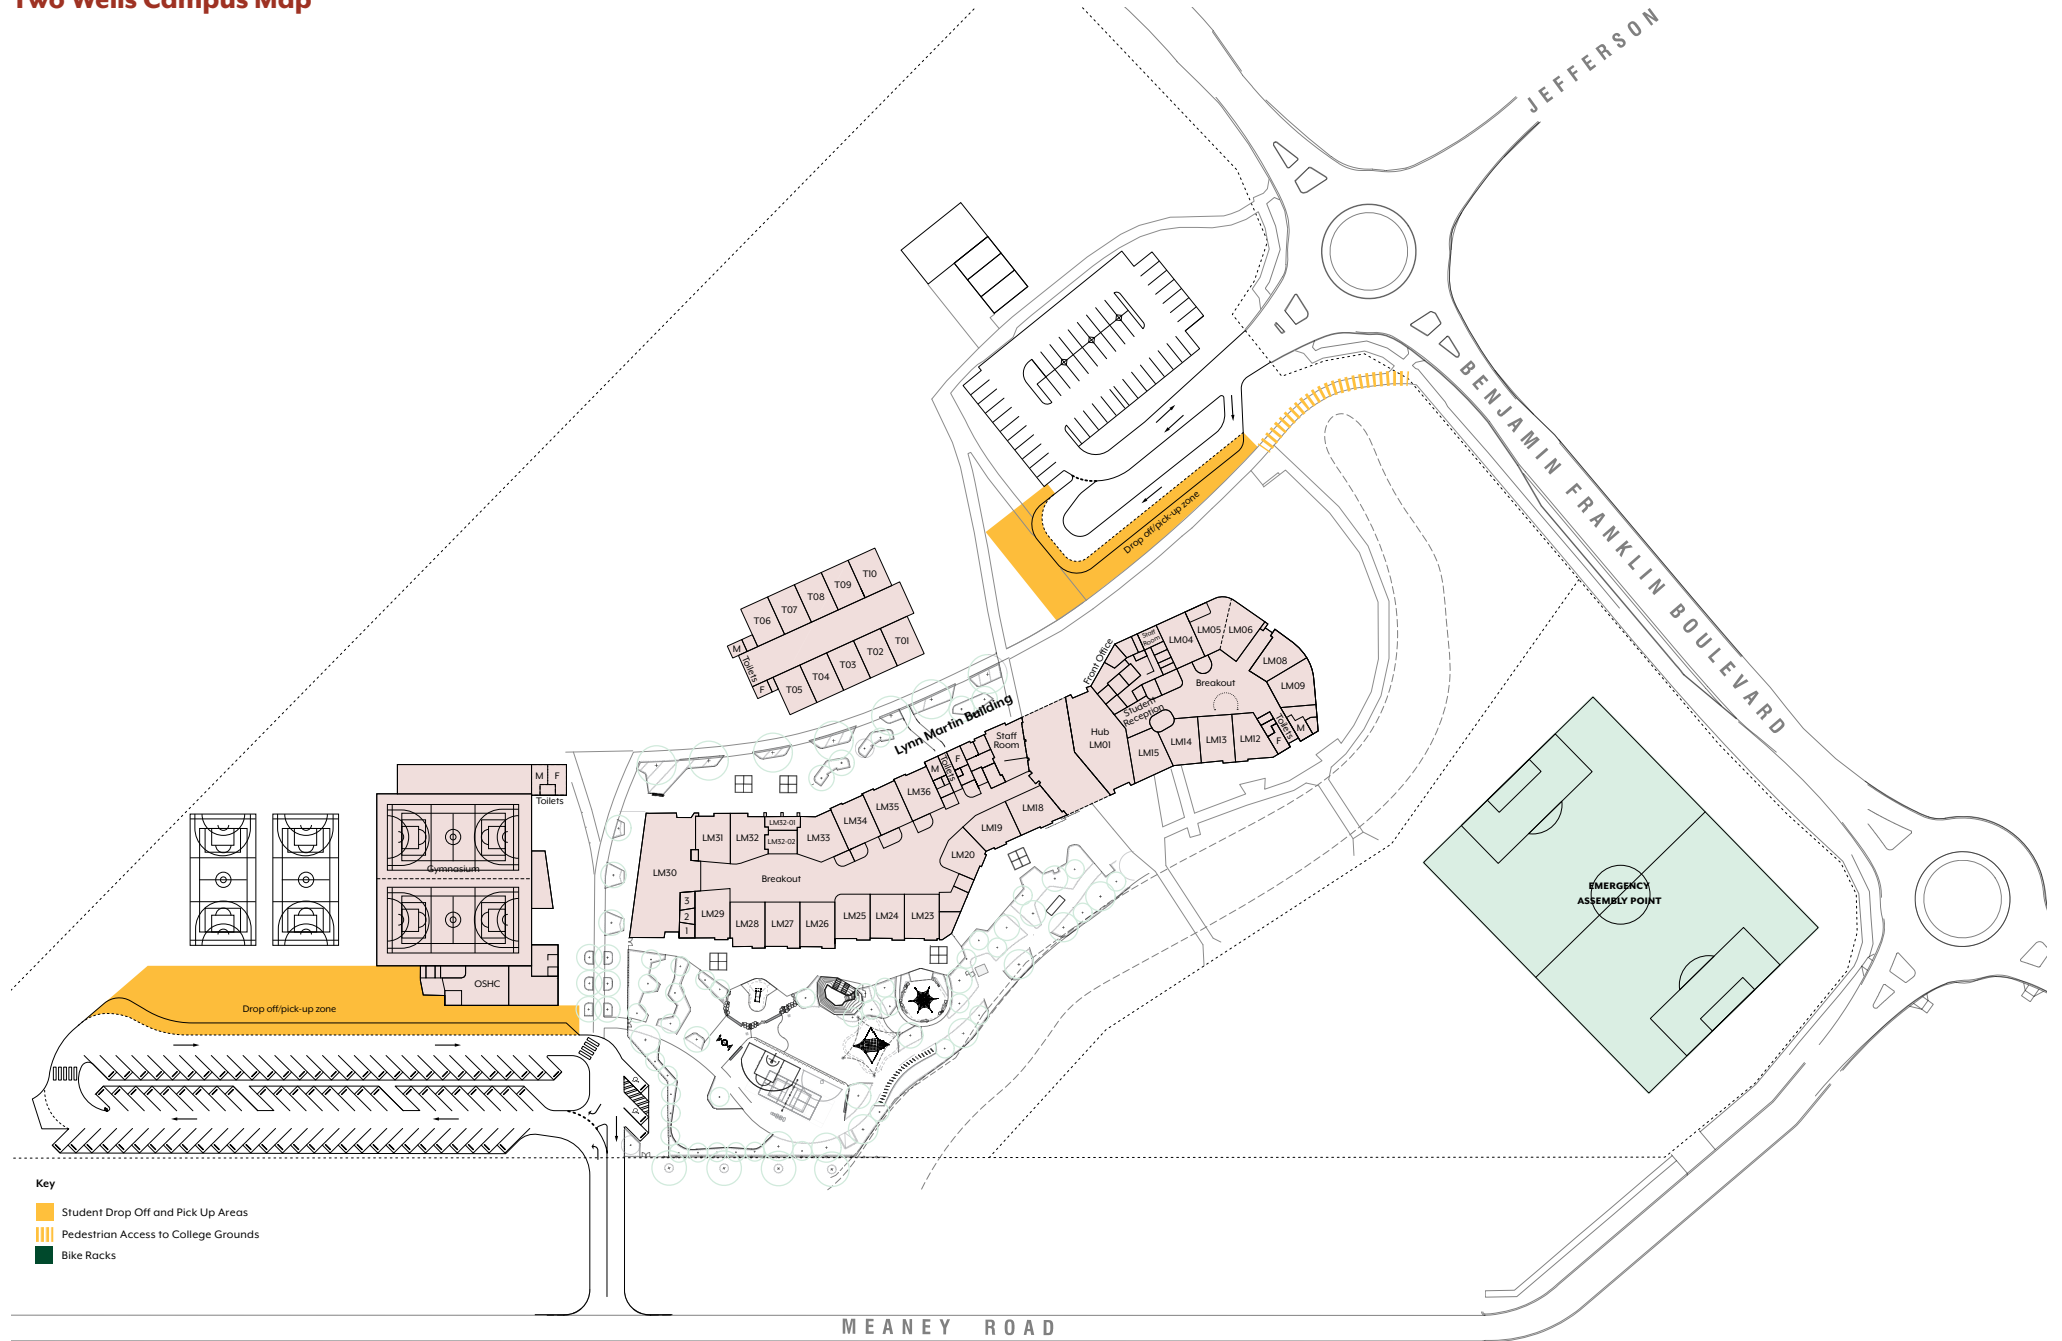 Two Wells Campus Map
JEFFERSON
BENJAMIN FRANKLIN BOULEVARD
Drop off/pick-up zone
T10
T09
T08
T07
T06
M
Toilets
F
T05
T04
T03
T02
T01
Front Office
Staff
Room
LM04
LM05
LM06
LM08
LM09
Breakout
Student
Reception
Toilets
M
F
LM12
LM13
LM14
LM15
Hub
LM01
Lynn Martin Building
Staff
Room
F
M
Toilets
LM36
LM35
LM34
LM33
LM32-01
LM32-02
LM32
LM31
LM30
LM18
LM19
LM20
Breakout
3
2
1
LM29
LM28
LM27
LM26
LM25
LM24
LM23
M
F
Toilets
Gymnasium
OSHC
Drop off/pick-up zone
EMERGENCY
ASSEMBLY POINT
Key
Student Drop Off and Pick Up Areas
Pedestrian Access to College Grounds
Bike Racks
MEANEY ROAD